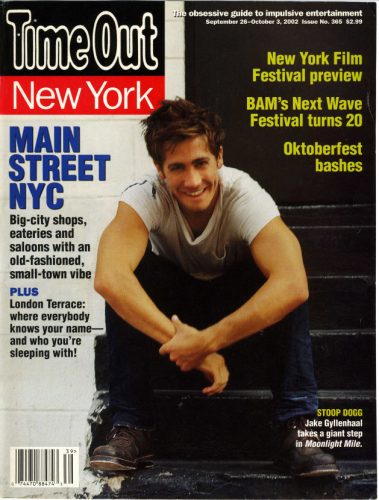 The obsessive guide to impulsive entertainment
September 26–October 3, 2002 Issue No. 365 $2.99
Time Out
New York
New York Film
Festival preview
BAM's Next Wave
Festival turns 20
Oktoberfest
bashes
MAIN
STREET
NYC
Big-city shops,
eateries and
saloons with an
old-fashioned,
small-town vibe
PLUS
London Terrace:
where everybody
knows your name—
and who you're
sleeping with!
STOOP DOGG
Jake Gyllenhaal
takes a giant step
in Moonlight Mile.
39>